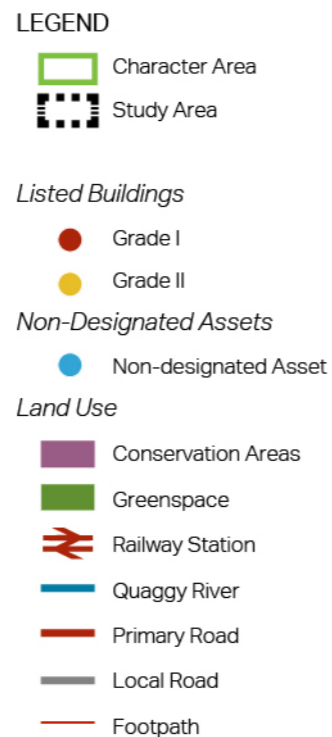 LEGEND
Character Area
Study Area
Listed Buildings
Grade I
Grade II
Non-Designated Assets
Non-designated Asset
Land Use
Conservation Areas
Greenspace
Railway Station
Quaggy River
Primary Road
Local Road
Footpath